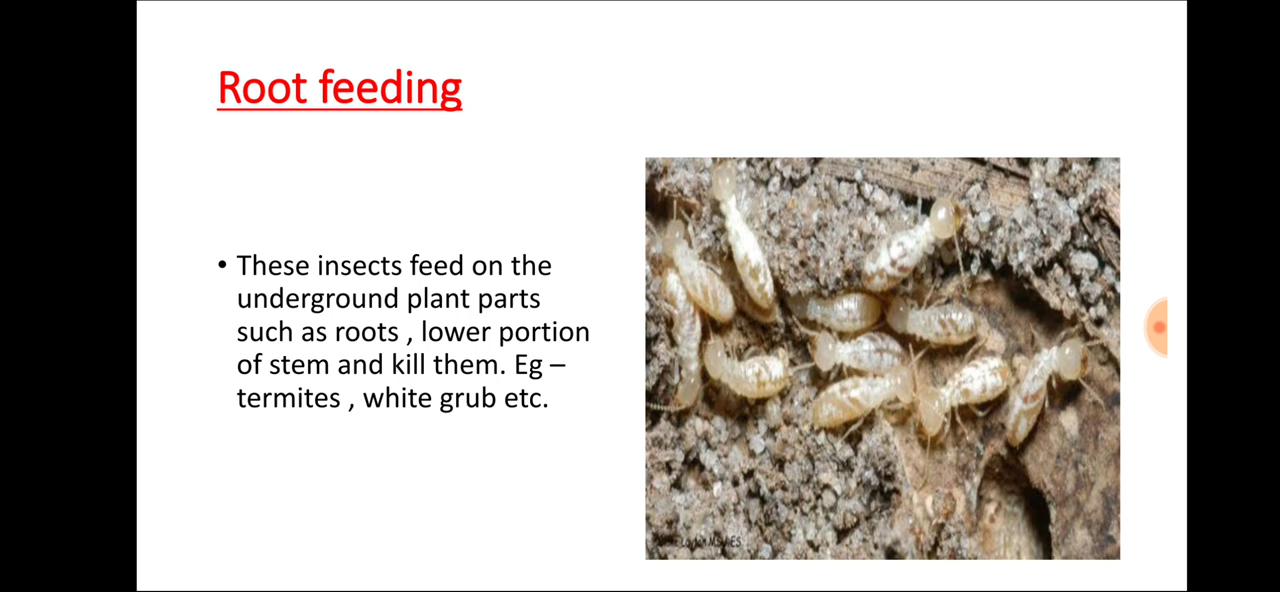 Root feeding
• These insects feed on the
underground plant parts
such as roots , lower portion
of stem and kill them. Eg –
termites , white grub etc.